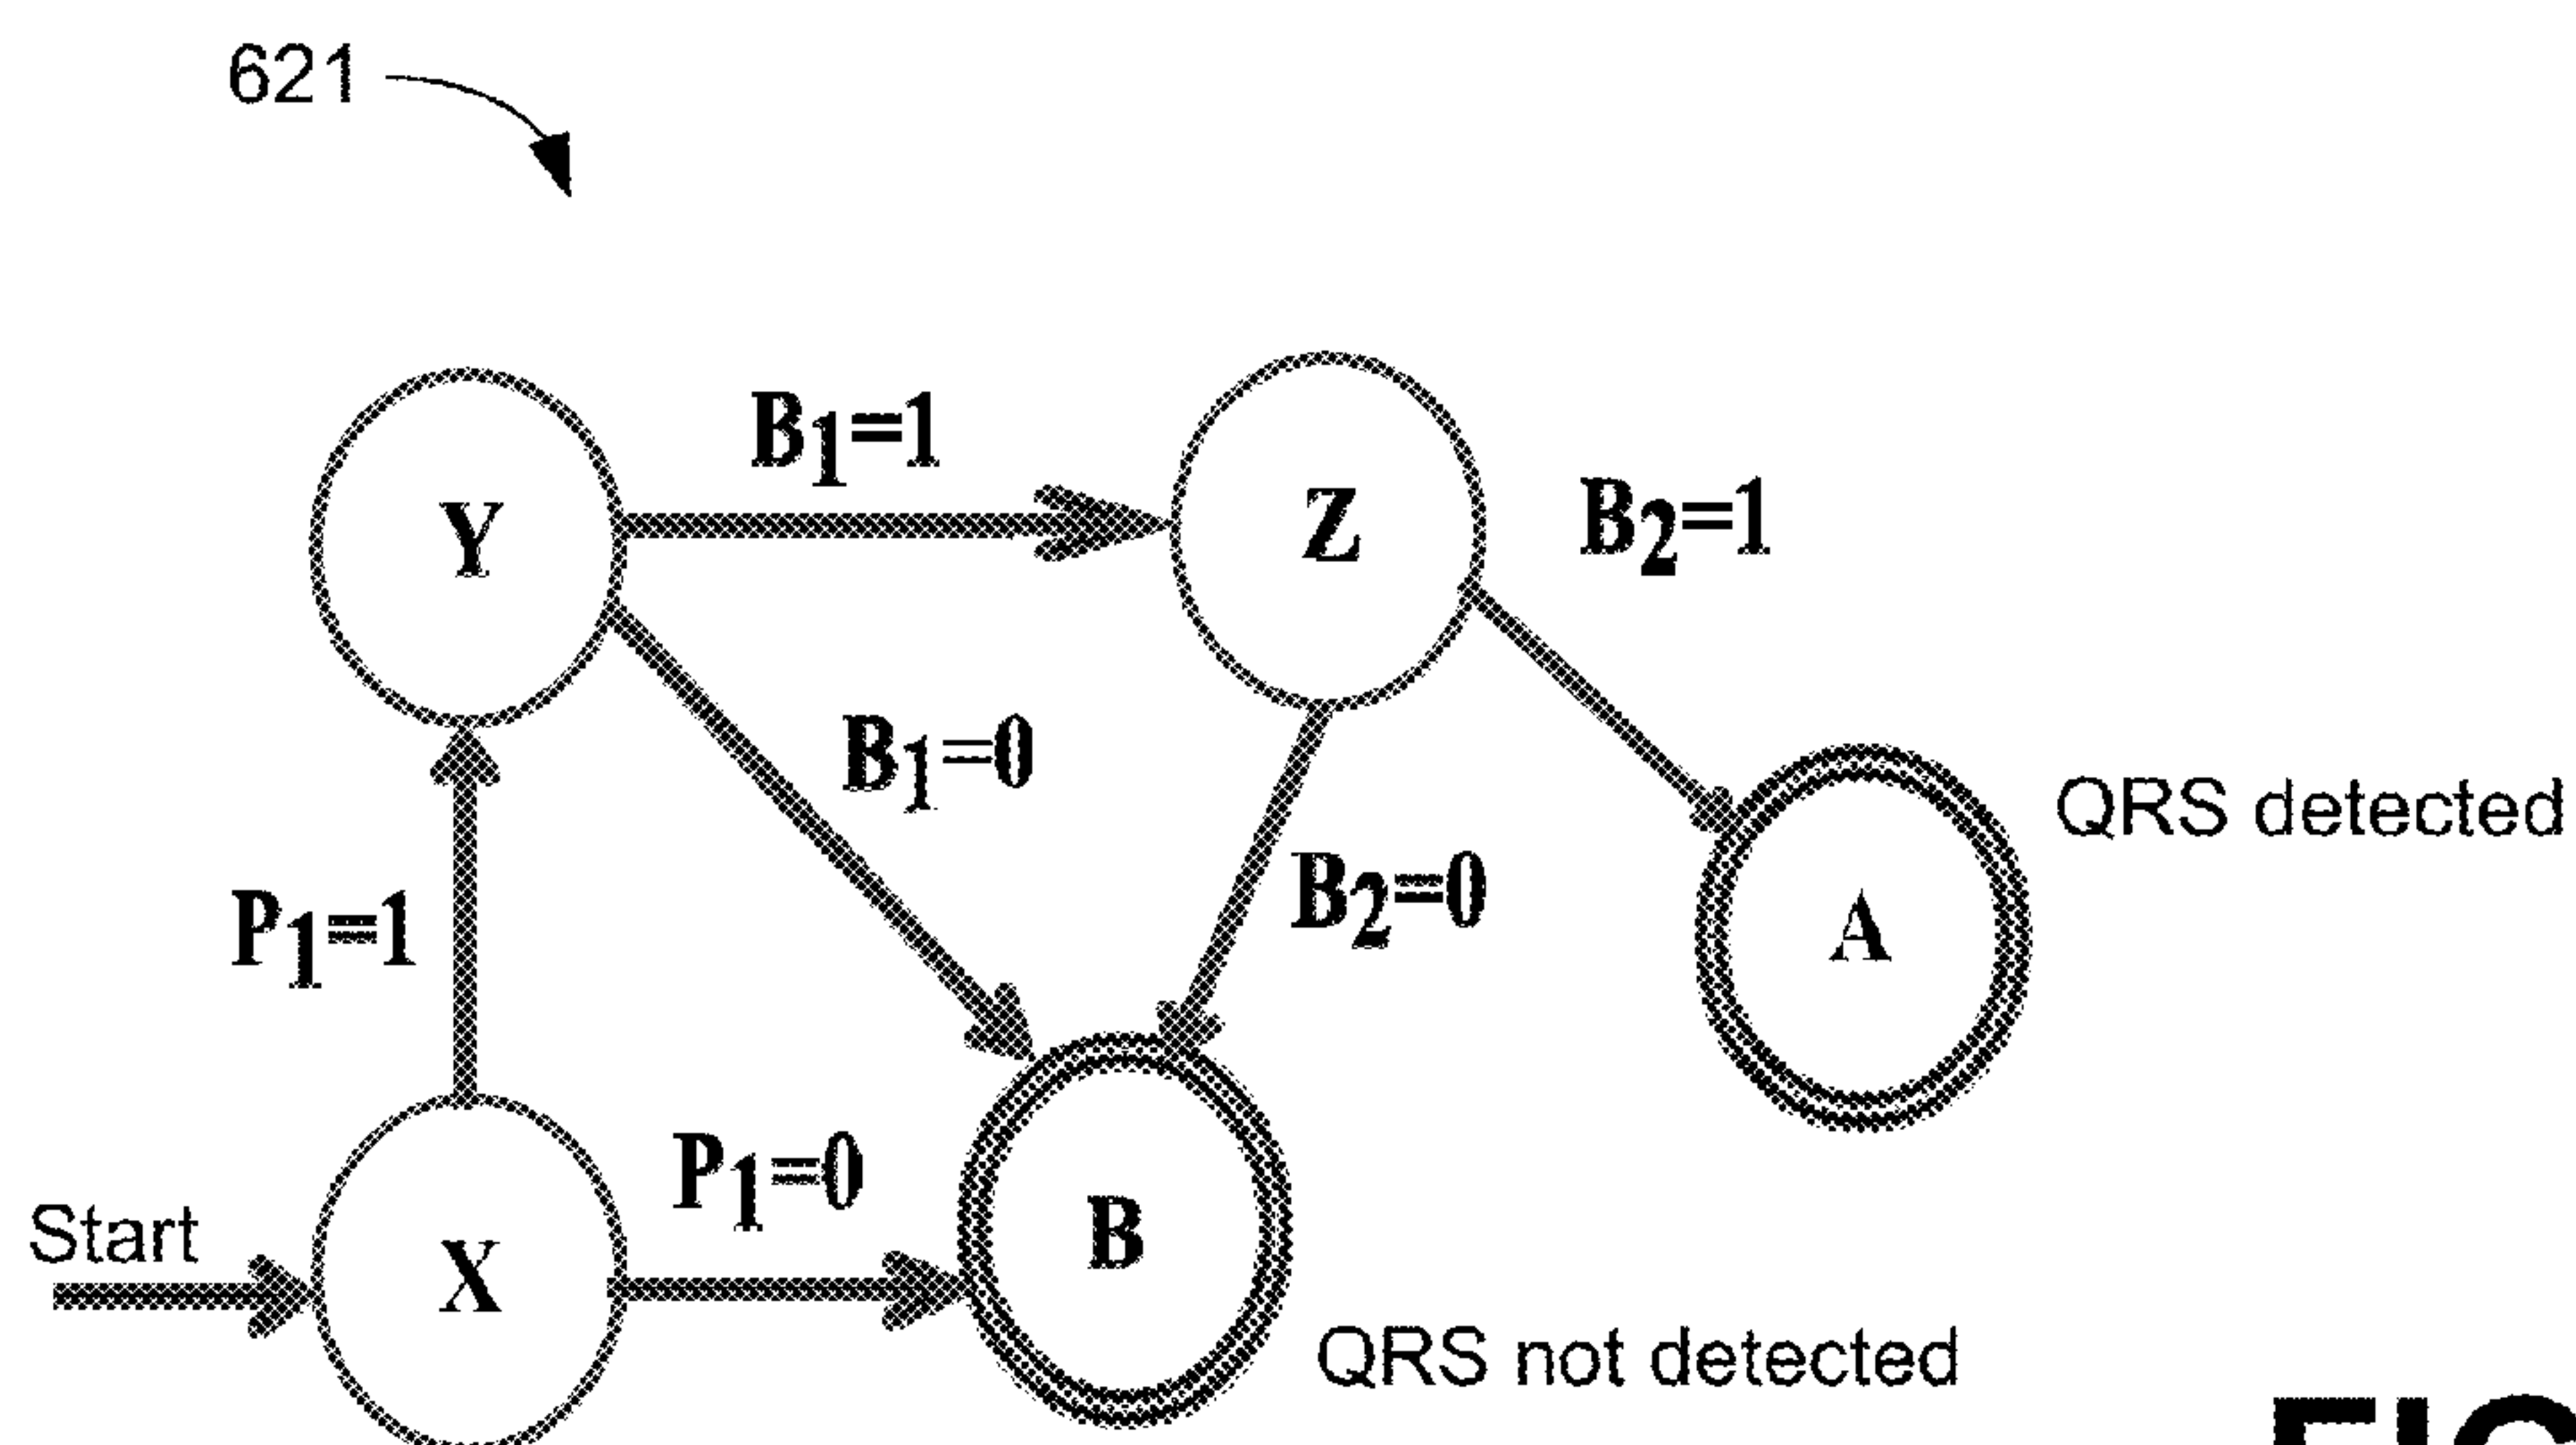 621
B1=1
Y
Z
B2=1
B1=0
QRS detected
P1=1
B2=0
A
P1=0
Start
B
X
QRS not detected